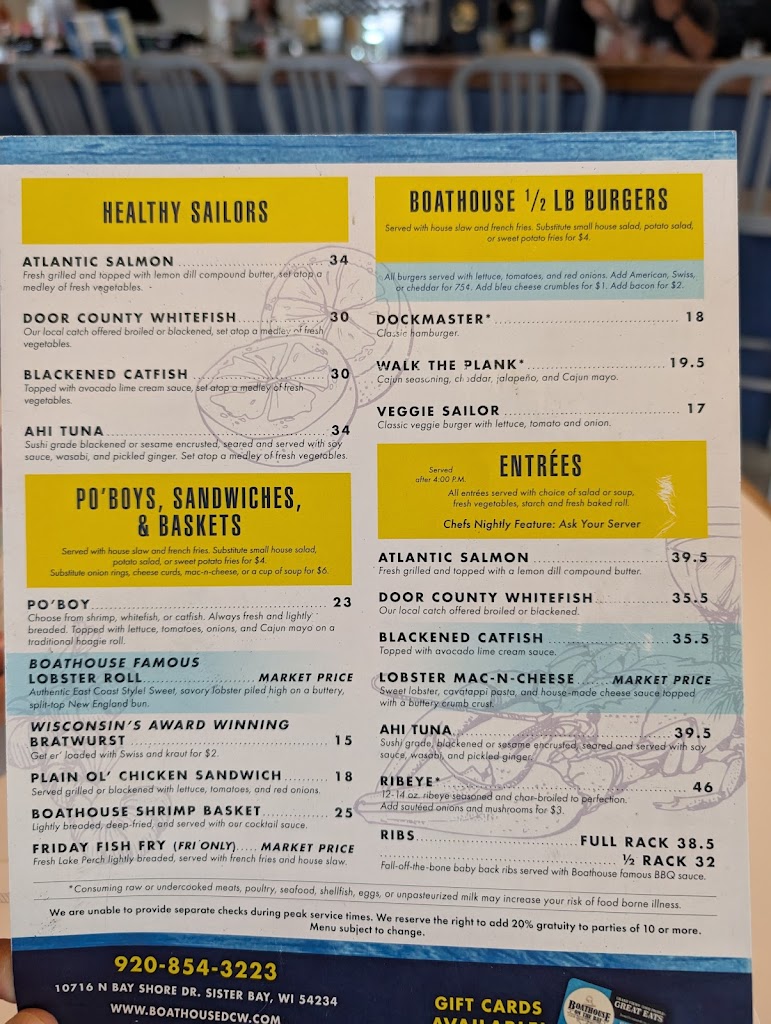 HEALTHY SAILORS
ATLANTIC SALMON 34
Fresh grilled and topped with lemon dill compound butter, set atop a
medley of fresh vegetables.
DOOR COUNTY WHITEFISH 30
Our local catch offered broiled or blackened, set atop a medley of fresh
vegetables.
BLACKENED CATFISH 30
Topped with avocado lime cream sauce, set atop a medley of fresh
vegetables.
AHI TUNA 34
Sushi grade blackened or sesame encrusted, seared and served with soy
sauce, wasabi, and pickled ginger. Set atop a medley of fresh vegetables.
PO'BOYS, SANDWICHES,
& BASKETS
Served with house slaw and french fries. Substitute small house salad,
potato salad, or sweet potato fries for $4.
Substitute onion rings, cheese curds, mac-n-cheese, or a cup of soup for $6.
PO'BOY 23
Choose from shrimp, whitefish, or catfish. Always fresh and lightly
breaded. Topped with lettuce, tomatoes, onions, and Cajun mayo on a
traditional hoagie roll.
BOATHOUSE FAMOUS
LOBSTER ROLL MARKET PRICE
Authentic East Coast Style! Sweet, savory lobster piled high on a buttery,
split-top New England bun.
WISCONSIN'S AWARD WINNING
BRATWURST 15
Get er' loaded with Swiss and kraut for $2.
PLAIN OL' CHICKEN SANDWICH 18
Served grilled or blackened with lettuce, tomatoes, and red onions.
BOATHOUSE SHRIMP BASKET 25
Lightly breaded, deep-fried, and served with our cocktail sauce.
FRIDAY FISH FRY (FRI ONLY) MARKET PRICE
Fresh Lake Perch lightly breaded, served with french fries and house slaw.
BOATHOUSE 1/2 LB BURGERS
Served with house slaw and french fries. Substitute small house salad, potato salad,
or sweet potato fries for $4.
All burgers served with lettuce, tomatoes, and red onions. Add American, Swiss,
or cheddar for 75¢. Add bleu cheese crumbles for $1. Add bacon for $2.
DOCKMASTER* 18
Classic hamburger.
WALK THE PLANK* 19.5
Cajun seasoning, cheddar, jalapeño, and Cajun mayo.
VEGGIE SAILOR 17
Classic veggie burger with lettuce, tomato and onion.
Served
after 4:00 P.M.
ENTRÉES
All entrées served with choice of salad or soup,
fresh vegetables, starch and fresh baked roll.
Chefs Nightly Feature: Ask Your Server
ATLANTIC SALMON 39.5
Fresh grilled and topped with a lemon dill compound butter.
DOOR COUNTY WHITEFISH 35.5
Our local catch offered broiled or blackened.
BLACKENED CATFISH 35.5
Topped with avocado lime cream sauce.
LOBSTER MAC-N-CHEESE MARKET PRICE
Sweet lobster, cavatappi pasta, and house-made cheese sauce topped
with a buttery crumb crust.
AHI TUNA 39.5
Sushi grade, blackened or sesame encrusted, seared and served with soy
sauce, wasabi, and pickled ginger.
RIBEYE* 46
12-14 oz. ribeye seasoned and char-broiled to perfection.
Add sautéed onions and mushrooms for $3.
RIBS FULL RACK 38.5
1/2 RACK 32
Fall-off-the-bone baby back ribs served with Boathouse famous BBQ sauce.
*Consuming raw or undercooked meats, poultry, seafood, shellfish, eggs, or unpasteurized milk may increase your risk of food borne illness.
We are unable to provide separate checks during peak service times. We reserve the right to add 20% gratuity to parties of 10 or more.
Menu subject to change.
920-854-3223
10716 N BAY SHORE DR. SISTER BAY, WI 54234
WWW.BOATHOUSEDCW.COM
GIFT CARDS
AVAILABLE
BOATHOUSE
ON THE BAY
GREAT EATS